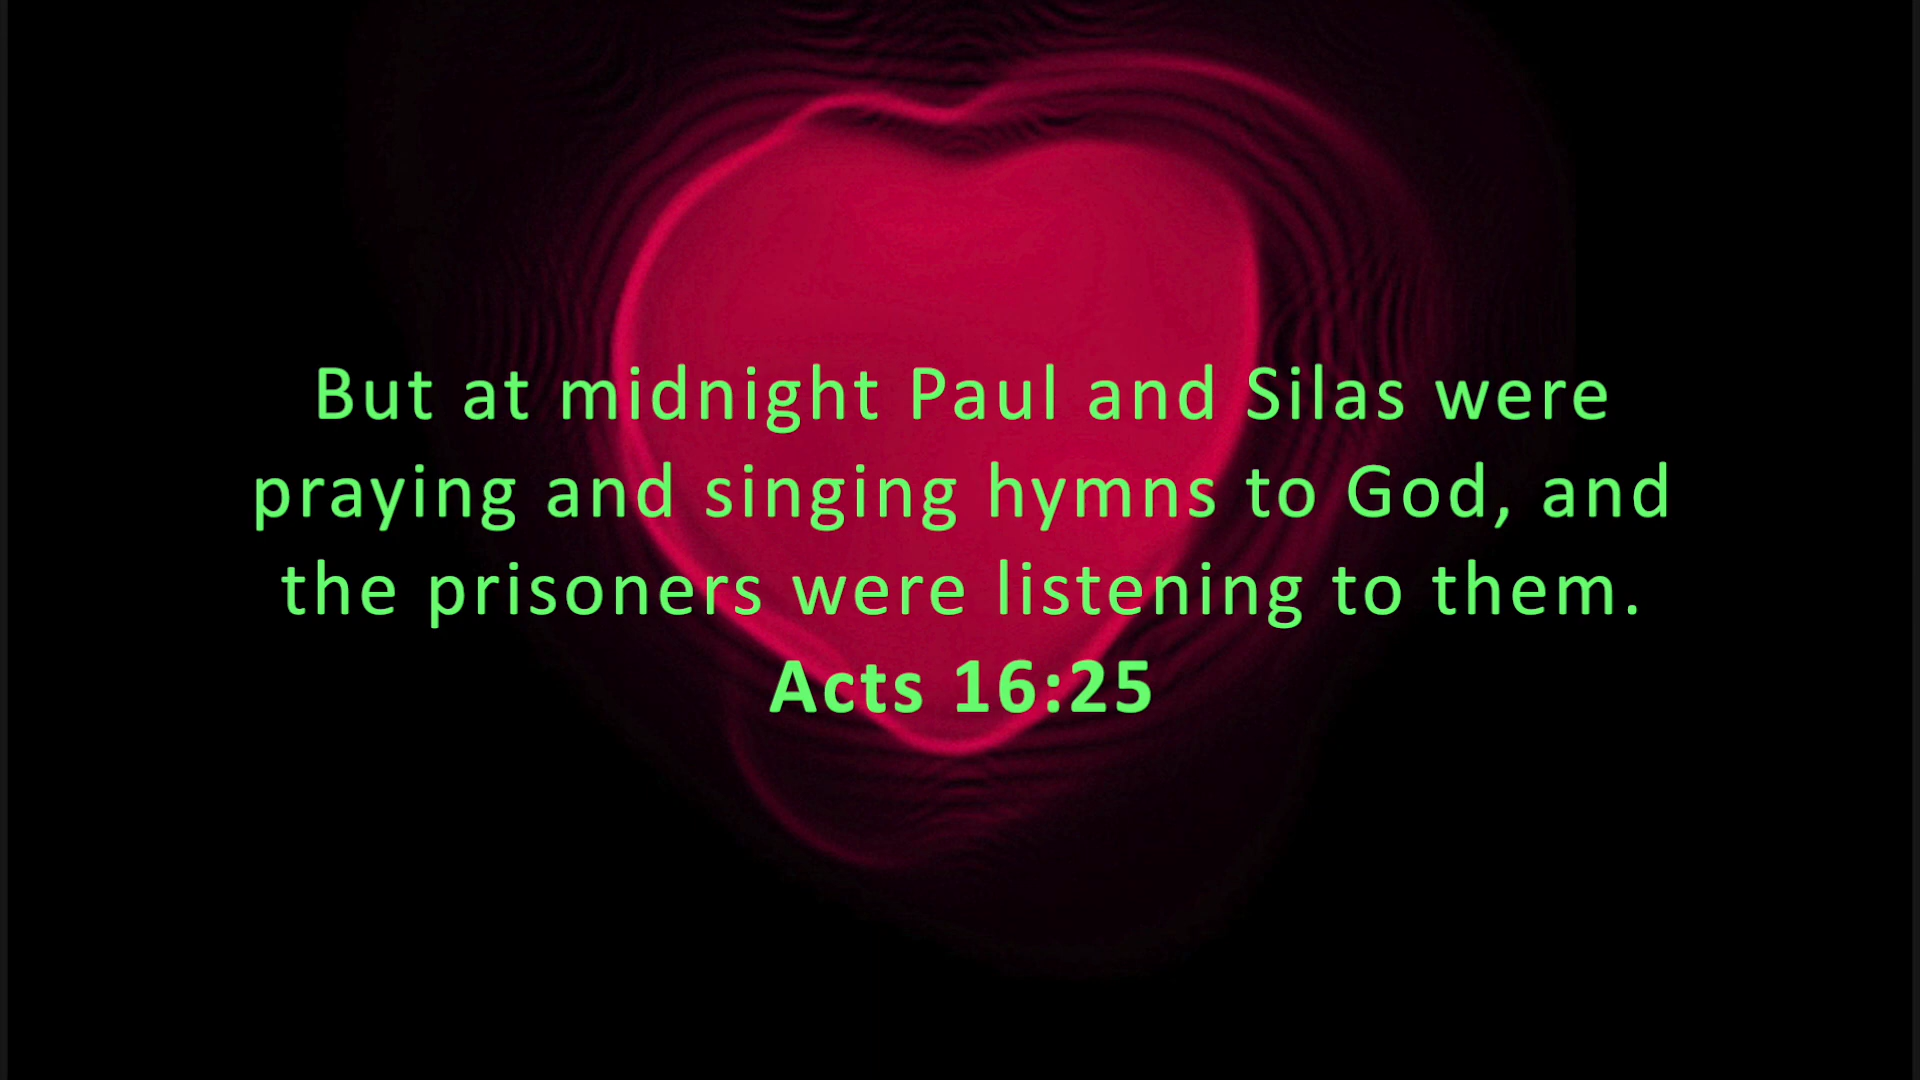 But at midnight Paul and Silas were
praying and singing hymns to God, and
the prisoners were listening to them.
Acts 16:25